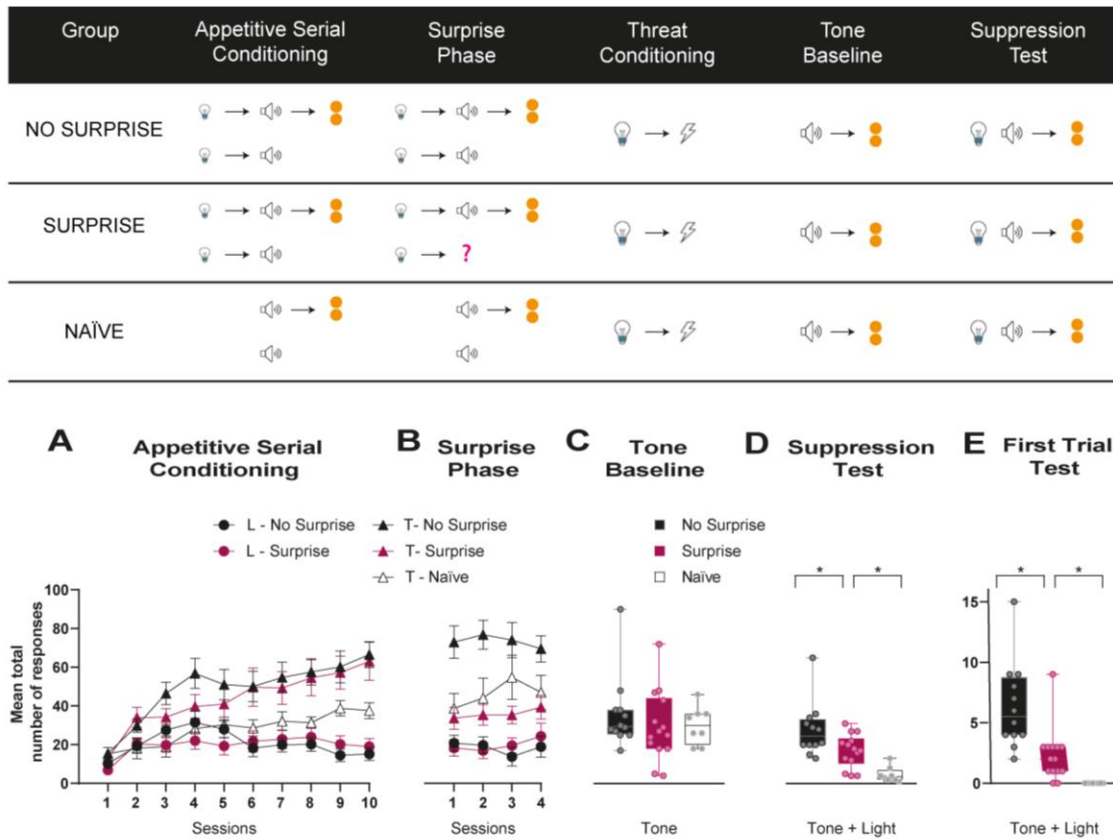 Group
Appetitive Serial
Conditioning
Surprise
Phase
Threat
Conditioning
Tone
Baseline
Suppression
Test
NO SURPRISE
SURPRISE
?
NAÏVE
A
Appetitive Serial
Conditioning
B
Surprise
Phase
C
Tone
Baseline
D
Suppression
Test
E
First Trial
Test
L - No Surprise
T- No Surprise
L - Surprise
T- Surprise
T - Naïve
No Surprise
Surprise
Naïve
* *
* *
Mean total
number of responses
100
80
60
40
20
0
15
10
5
0
1 2 3 4 5 6 7 8 9 10
1 2 3 4
Sessions
Sessions
Tone
Tone + Light
Tone + Light